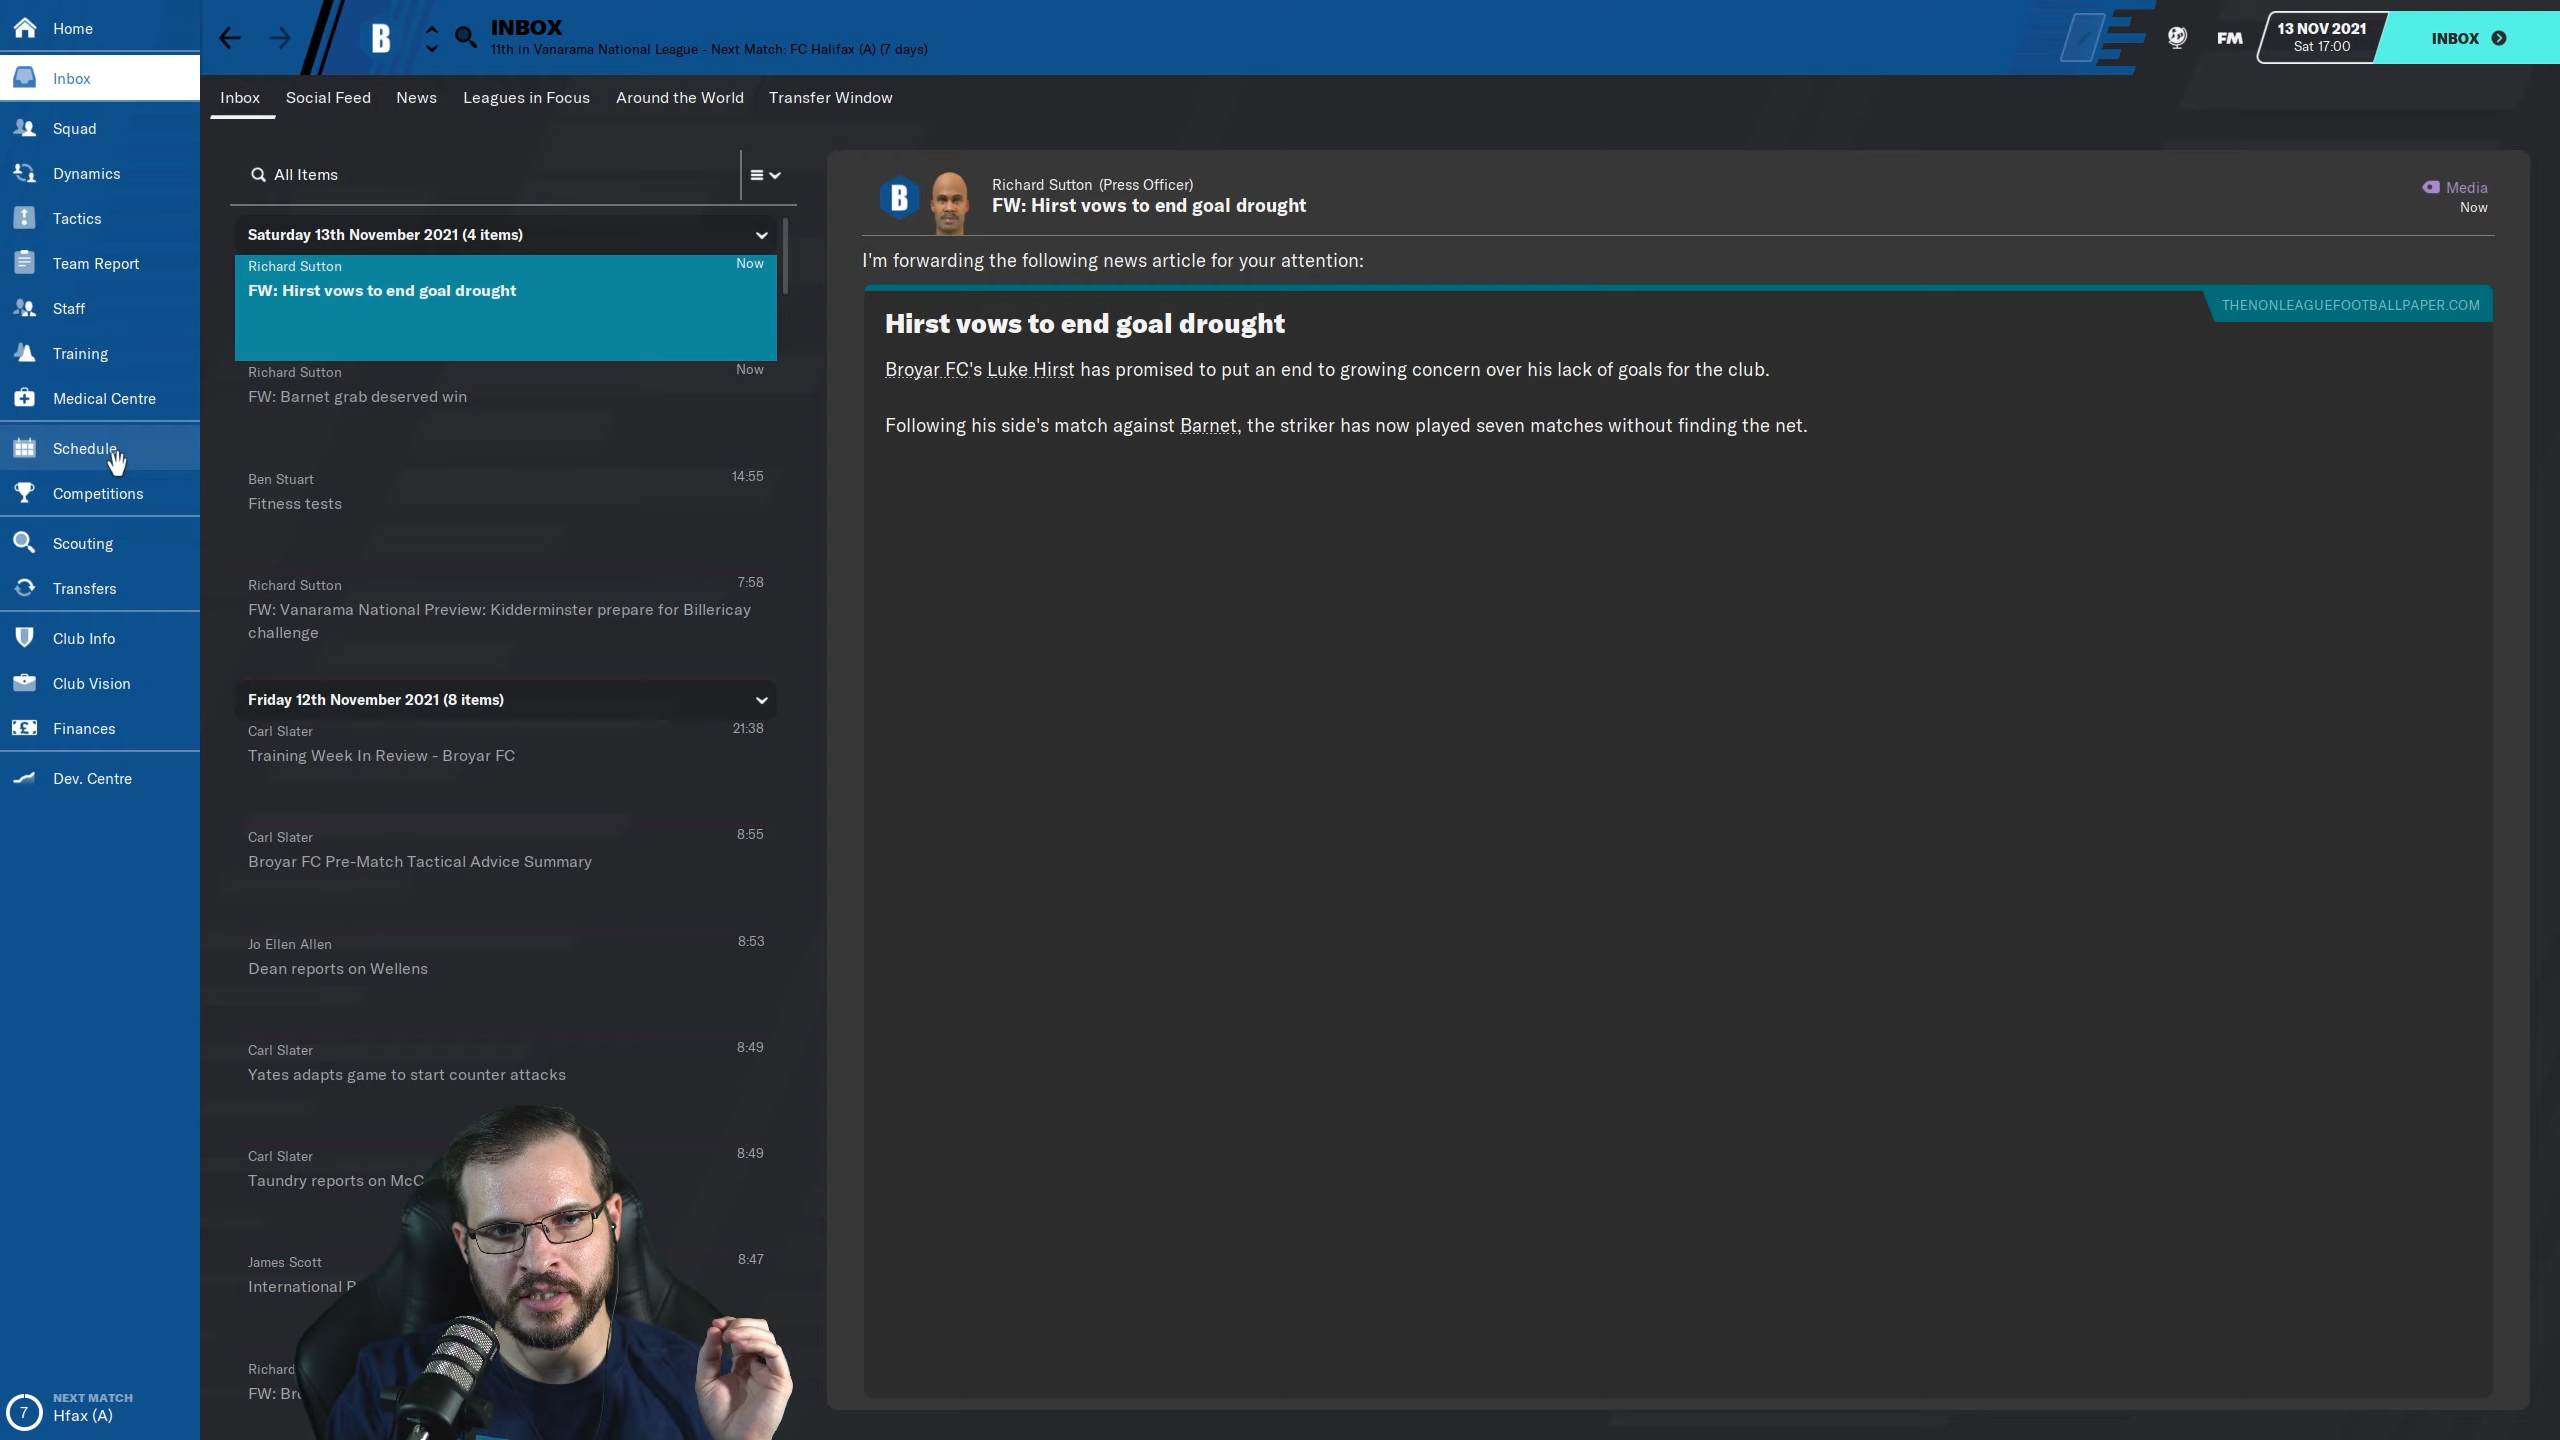 Home
Inbox
Squad
Dynamics
Tactics
Team Report
Staff
Training
Medical Centre
Schedule
Competitions
Scouting
Transfers
Club Info
Club Vision
Finances
Dev. Centre
7
NEXT MATCH
Hfax (A)
B
INBOX
11th in Vanarama National League - Next Match: FC Halifax (A) (7 days)
FM
13 NOV 2021
Sat 17:00
INBOX
Inbox
Social Feed
News
Leagues in Focus
Around the World
Transfer Window
All Items
Saturday 13th November 2021 (4 items)
Richard Sutton
Now
FW: Hirst vows to end goal drought
Richard Sutton
Now
FW: Barnet grab deserved win
Ben Stuart
14:55
Fitness tests
Richard Sutton
7:58
FW: Vanarama National Preview: Kidderminster prepare for Billericay
challenge
Friday 12th November 2021 (8 items)
Carl Slater
21:38
Training Week In Review - Broyar FC
Carl Slater
8:55
Broyar FC Pre-Match Tactical Advice Summary
Jo Ellen Allen
8:53
Dean reports on Wellens
Carl Slater
8:49
Yates adapts game to start counter attacks
Carl Slater
8:49
Taundry reports on McC
James Scott
8:47
International
Richard
FW:
B
Richard Sutton (Press Officer)
FW: Hirst vows to end goal drought
Media
Now
I'm forwarding the following news article for your attention:
THENONLEAGUEFOOTBALLPAPER.COM
Hirst vows to end goal drought
Broyar FC's Luke Hirst has promised to put an end to growing concern over his lack of goals for the club.
Following his side's match against Barnet, the striker has now played seven matches without finding the net.